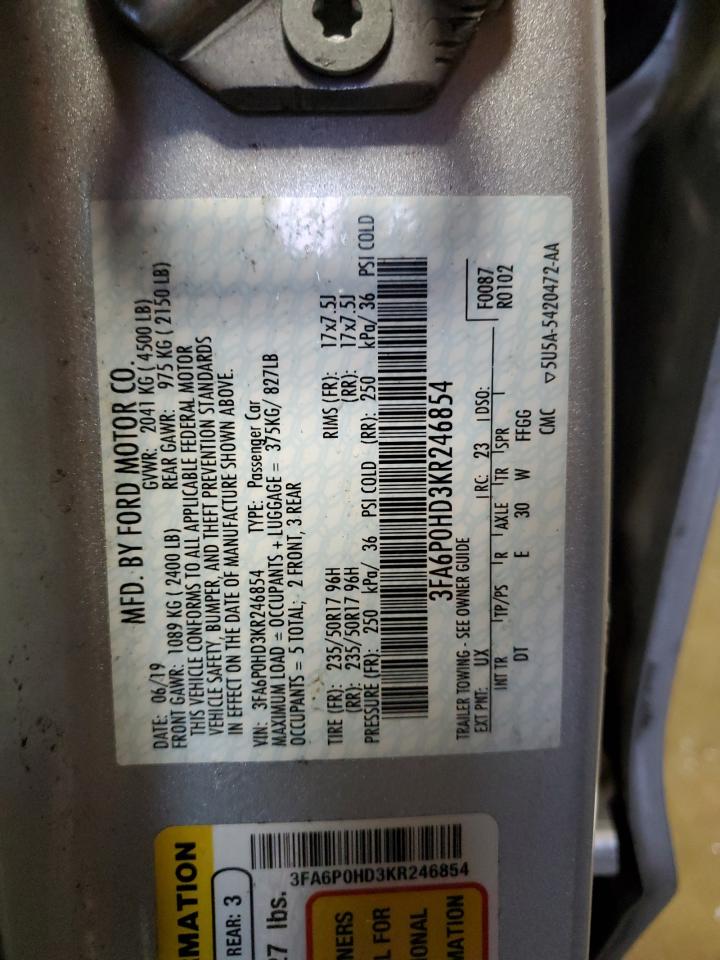 MFD. BY FORD MOTOR CO.
DATE: 06/19 GVWR: 2041 KG ( 4500 LB)
FRONT GAWR: 1089 KG ( 2400 LB) REAR GAWR: 975 KG ( 2150 LB)
THIS VEHICLE CONFORMS TO ALL APPLICABLE FEDERAL MOTOR
VEHICLE SAFETY, BUMPER, AND THEFT PREVENTION STANDARDS
IN EFFECT ON THE DATE OF MANUFACTURE SHOWN ABOVE.
VIN: 3FA6P0HD3KR246854 TYPE: Passenger Car
MAXIMUM LOAD = OCCUPANTS + LUGGAGE = 375KG/ 827LB
OCCUPANTS = 5 TOTAL; 2 FRONT, 3 REAR
TIRE (FR): 235/50R17 96H RIMS (FR): 17x7.5J
(RR): 235/50R17 96H (RR): 17x7.5J
PRESSURE (FR): 250 kPa/ 36 PSI COLD (RR): 250 kPa/ 36 PSI COLD
3FA6P0HD3KR246854
TRAILER TOWING - SEE OWNER GUIDE F0087
EXT PNT: UX RC: 23 DSO: R0102
INT TR TP/PS R AXLE TR SPR
DT E 30 W FFGG
CMC ▽5U5A-5420472-AA
MATION
REAR: 3
27 lbs.
3FA6P0HD3KR246854
NERS
L FOR
IONAL
MATION